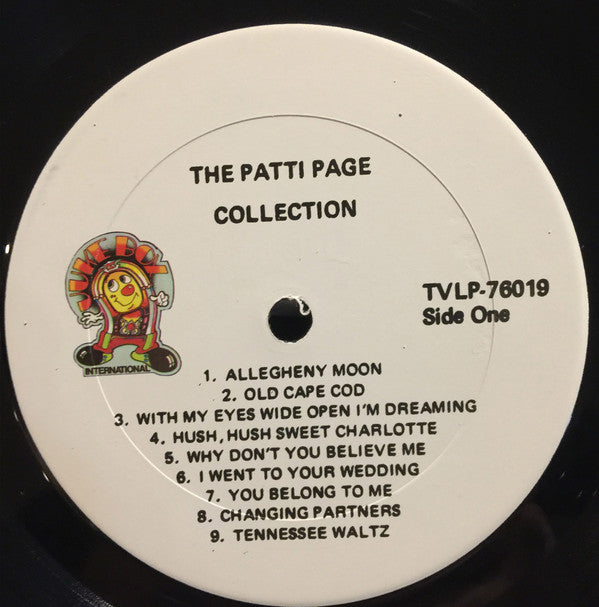 THE PATTI PAGE
COLLECTION
JUKE BOX
INTERNATIONAL
TVLP-76019
Side One
1. ALLEGHENY MOON
2. OLD CAPE COD
3. WITH MY EYES WIDE OPEN I'M DREAMING
4. HUSH, HUSH SWEET CHARLOTTE
5. WHY DON'T YOU BELIEVE ME
6. I WENT TO YOUR WEDDING
7. YOU BELONG TO ME
8. CHANGING PARTNERS
9. TENNESSEE WALTZ